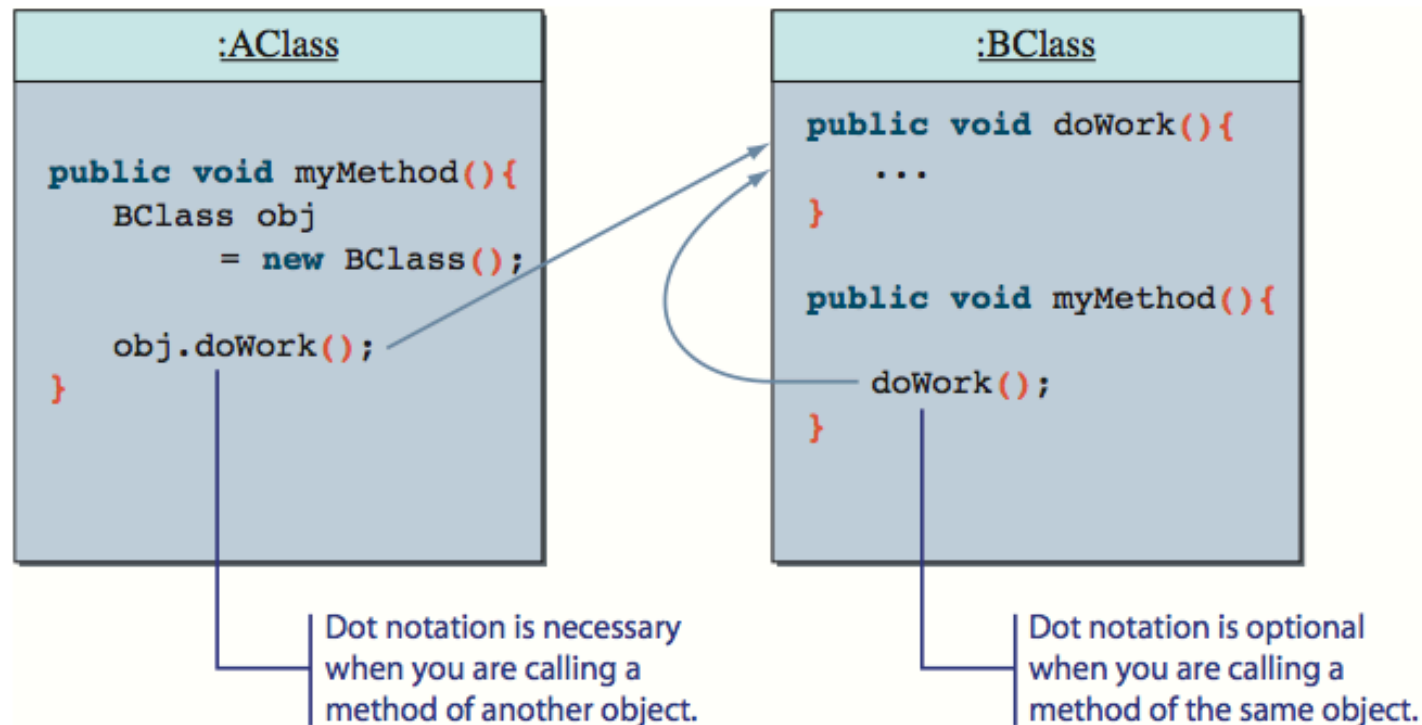 :AClass
public void myMethod(){
BClass obj
= new BClass();
obj.doWork();
}
Dot notation is necessary
when you are calling a
method of another object.
:BClass
public void doWork(){
...
}
public void myMethod(){
doWork();
}
Dot notation is optional
when you are calling a
method of the same object.